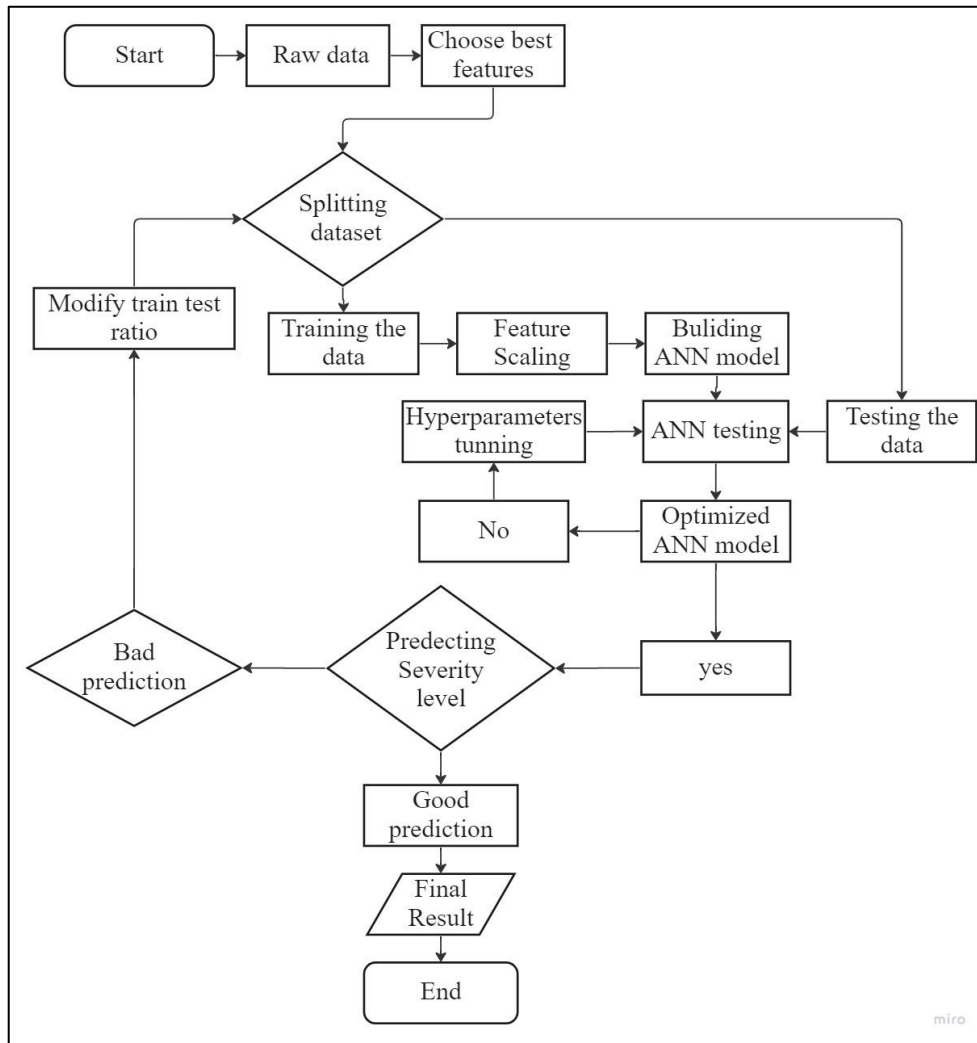 Start
Raw data
Choose best
features
Splitting
dataset
Modify train test
ratio
Training the
data
Feature
Scaling
Buliding
ANN model
Hyperparameters
tunning
ANN testing
Testing the
data
No
Optimized
ANN model
Bad
prediction
Predecting
Severity
level
yes
Good
prediction
Final
Result
End
miro